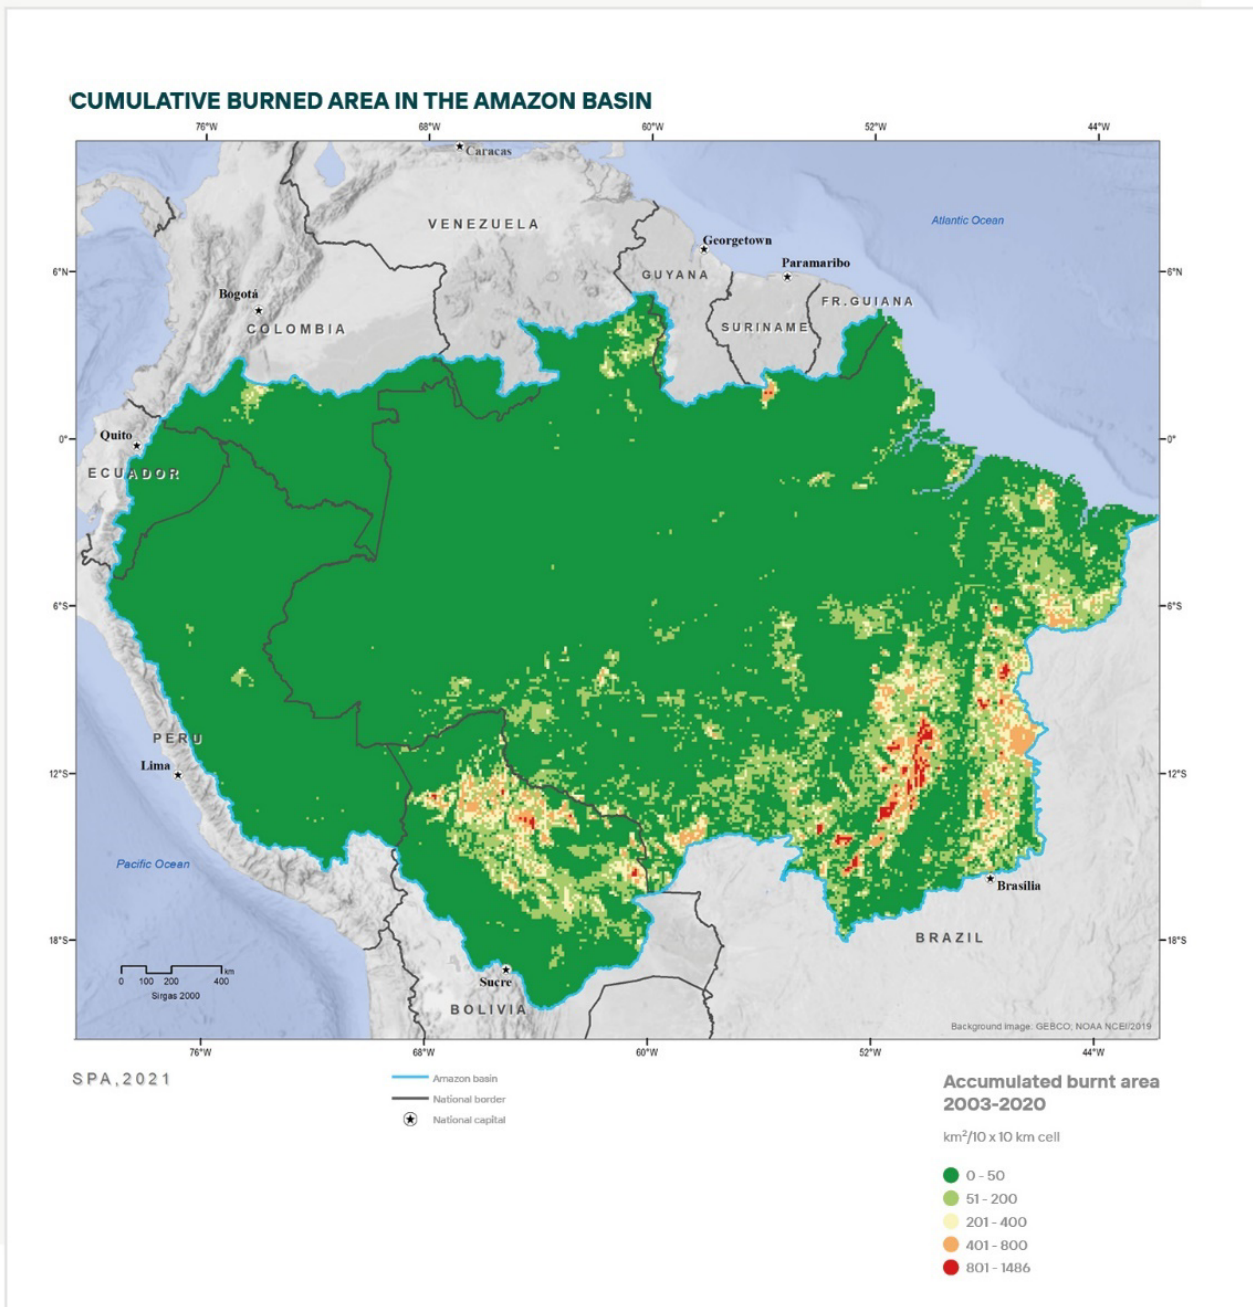 CUMULATIVE BURNED AREA IN THE AMAZON BASIN
76°W 68°W 60°W 52°W 44°W
Caracas
VENEZUELA
Atlantic Ocean
Georgetown
Paramaribo
6°N 6°N
GUYANA
Bogotá
FR.GUIANA
COLOMBIA
SURINAME
Quito
0° 0°
ECUADOR
6°S 6°S
PERU
Lima
12°S 12°S
Pacific Ocean
Brasília
BRAZIL
18°S 18°S
km
0 100 200 400
Sirgas 2000
Sucre
BOLIVIA
Background image: GEBCO; NOAA NCEI/2019
76°W 68°W 60°W 52°W 44°W
SPA,2021
Amazon basin
National border
National capital
Accumulated burnt area
2003-2020
km²/10 x 10 km cell
0 - 50
51 - 200
201 - 400
401 - 800
801 - 1486